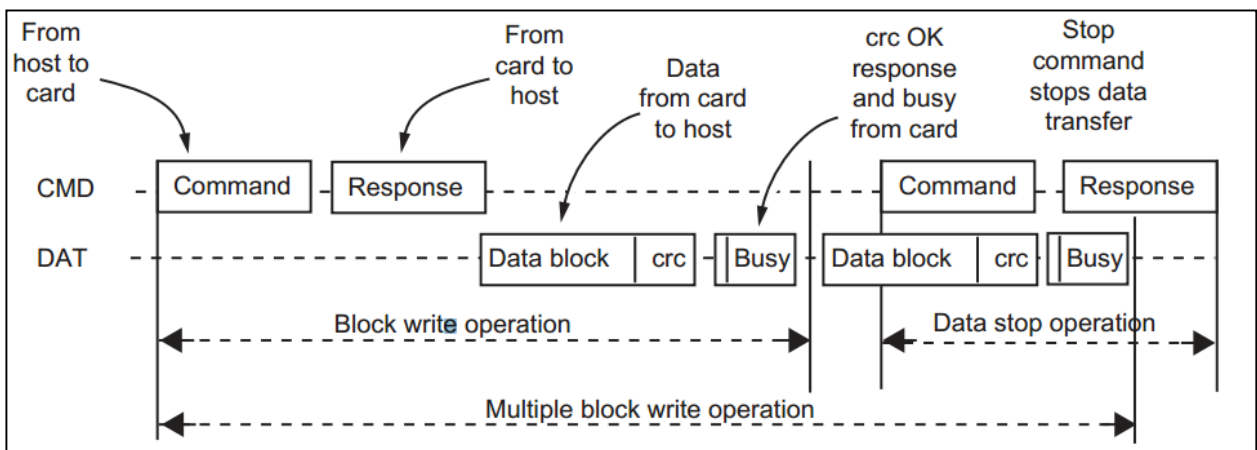 From
host to
card
From
card to
host
Data
from card
to host
crc OK
response
and busy
from card
Stop
command
stops data
transfer
CMD
Command
Response
Command
Response
DAT
Data block
crc
Busy
Data block
crc
Busy
Block write operation
Data stop operation
Multiple block write operation